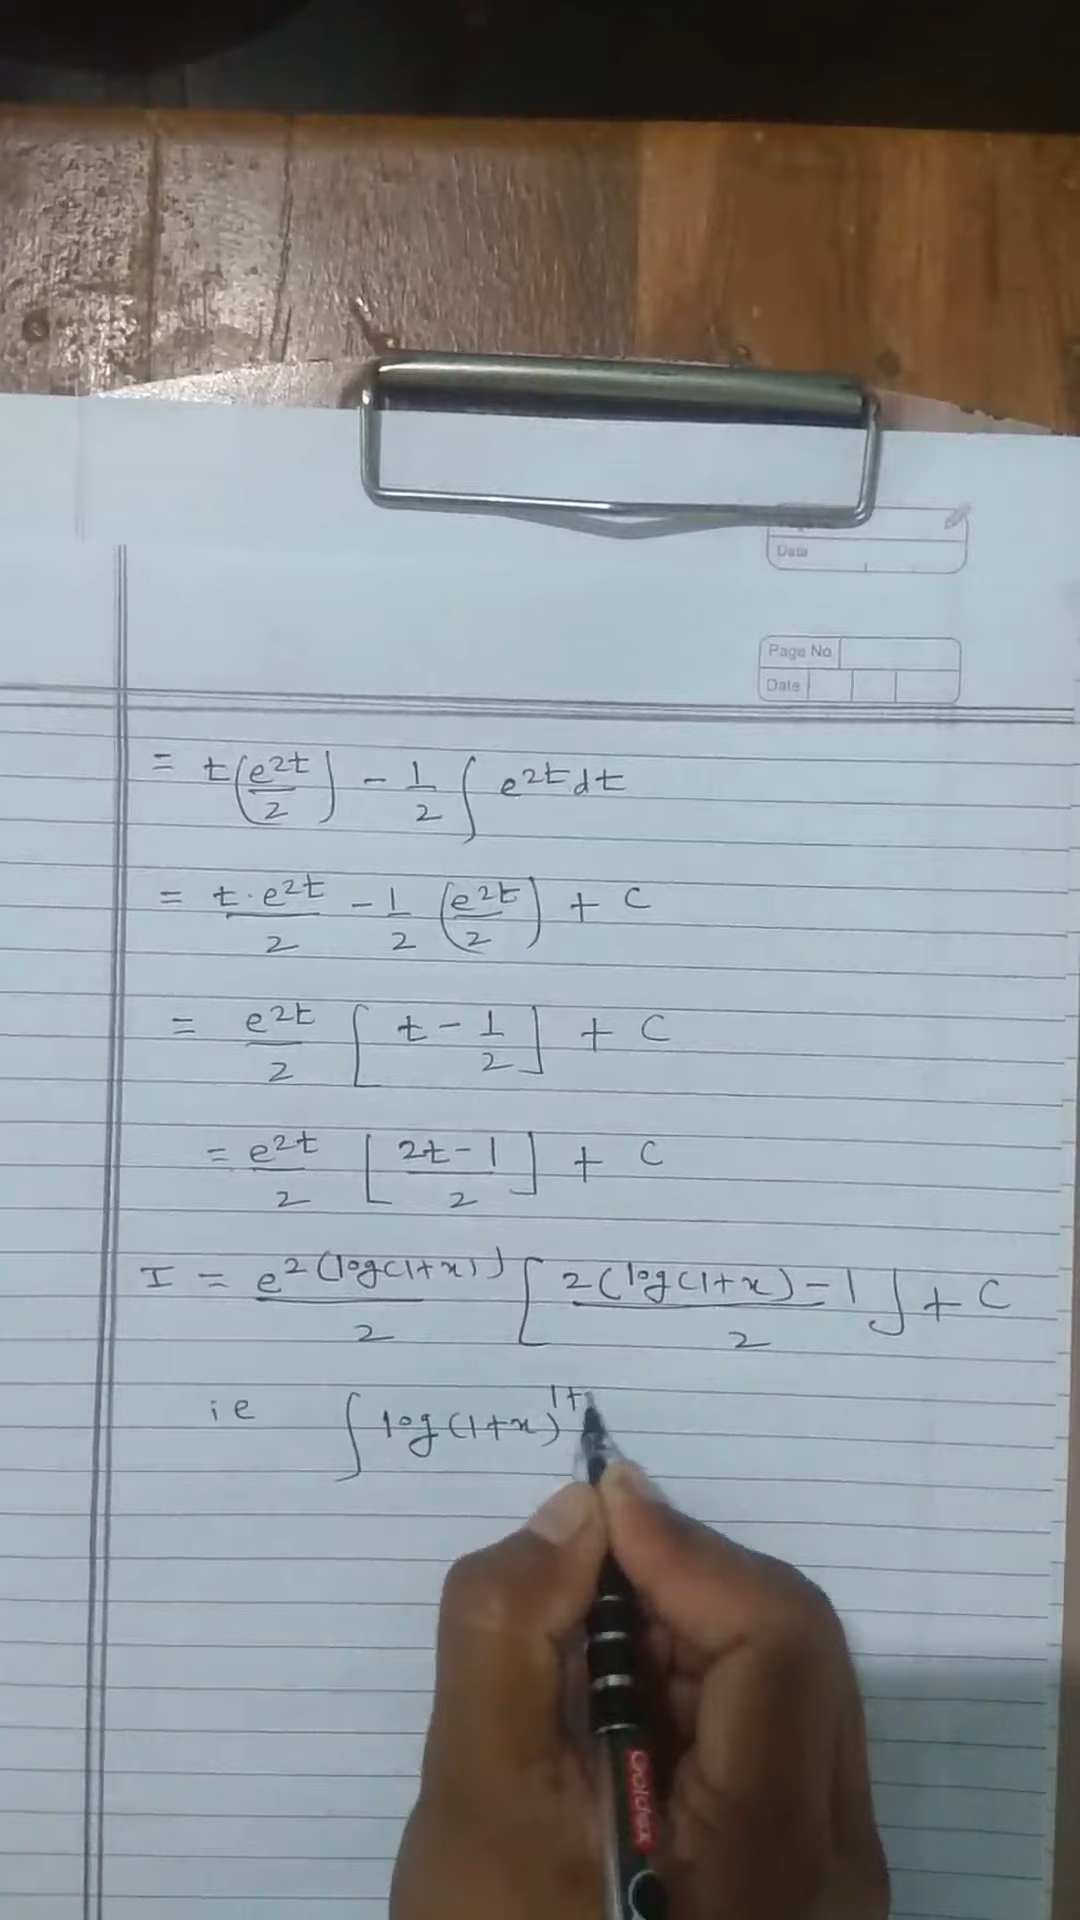 Data
Page No
Date
= t(e^2t/2) - 1/2 ∫ e^2t dt
= t·e^2t/2 - 1/2 (e^2t/2) + C
= e^2t/2 [t - 1/2] + C
= e^2t/2 [2t-1/2] + C
I = e^2(log(1+x))/2 [2(log(1+x)-1/2] + C
ie ∫ log(1+x)^1+